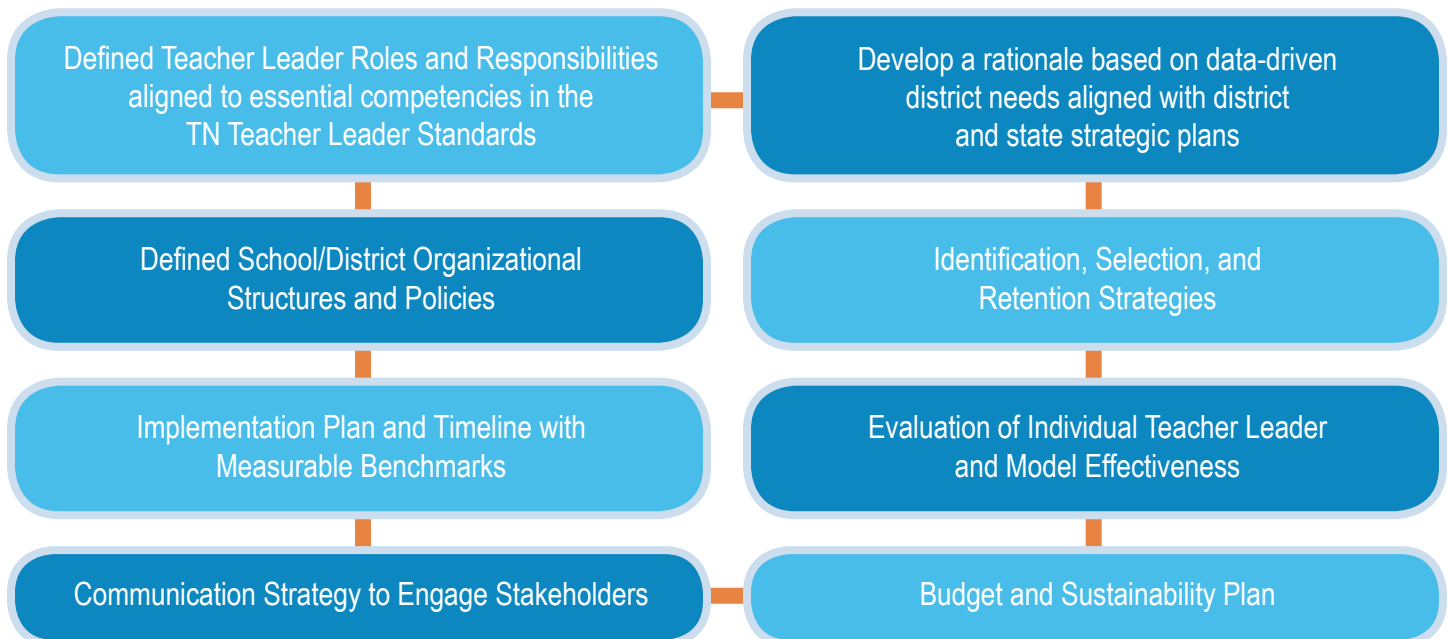 Defined Teacher Leader Roles and Responsibilities
aligned to essential competencies in the
TN Teacher Leader Standards
Develop a rationale based on data-driven
district needs aligned with district
and state strategic plans
Defined School/District Organizational
Structures and Policies
Identification, Selection, and
Retention Strategies
Implementation Plan and Timeline with
Measurable Benchmarks
Evaluation of Individual Teacher Leader
and Model Effectiveness
Communication Strategy to Engage Stakeholders
Budget and Sustainability Plan